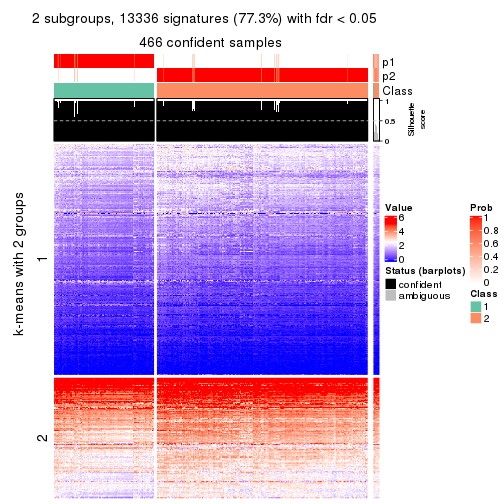 2 subgroups, 13336 signatures (77.3%) with fdr < 0.05
466 confident samples
p1
p2
Class
1
0.5
0
Silhouette
score
k-means with 2 groups
1
2
Value
6
4
2
0
Status (barplots)
confident
ambiguous
Prob
1
0.8
0.6
0.4
0.2
0
Class
1
2